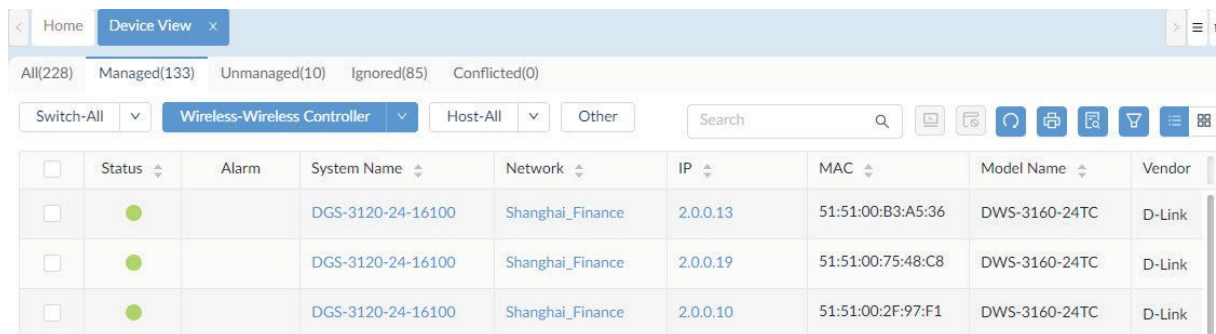 Home Device View ×
All(228) Managed(133) Unmanaged(10) Ignored(85) Conflicted(0)
Switch-All Wireless-Wireless Controller Host-All Other Search
Status Alarm System Name Network IP MAC Model Name Vendor
DGS-3120-24-16100 Shanghai_Finance 2.0.0.13 51:51:00:B3:A5:36 DWS-3160-24TC D-Link
DGS-3120-24-16100 Shanghai_Finance 2.0.0.19 51:51:00:75:48:C8 DWS-3160-24TC D-Link
DGS-3120-24-16100 Shanghai_Finance 2.0.0.10 51:51:00:2F:97:F1 DWS-3160-24TC D-Link